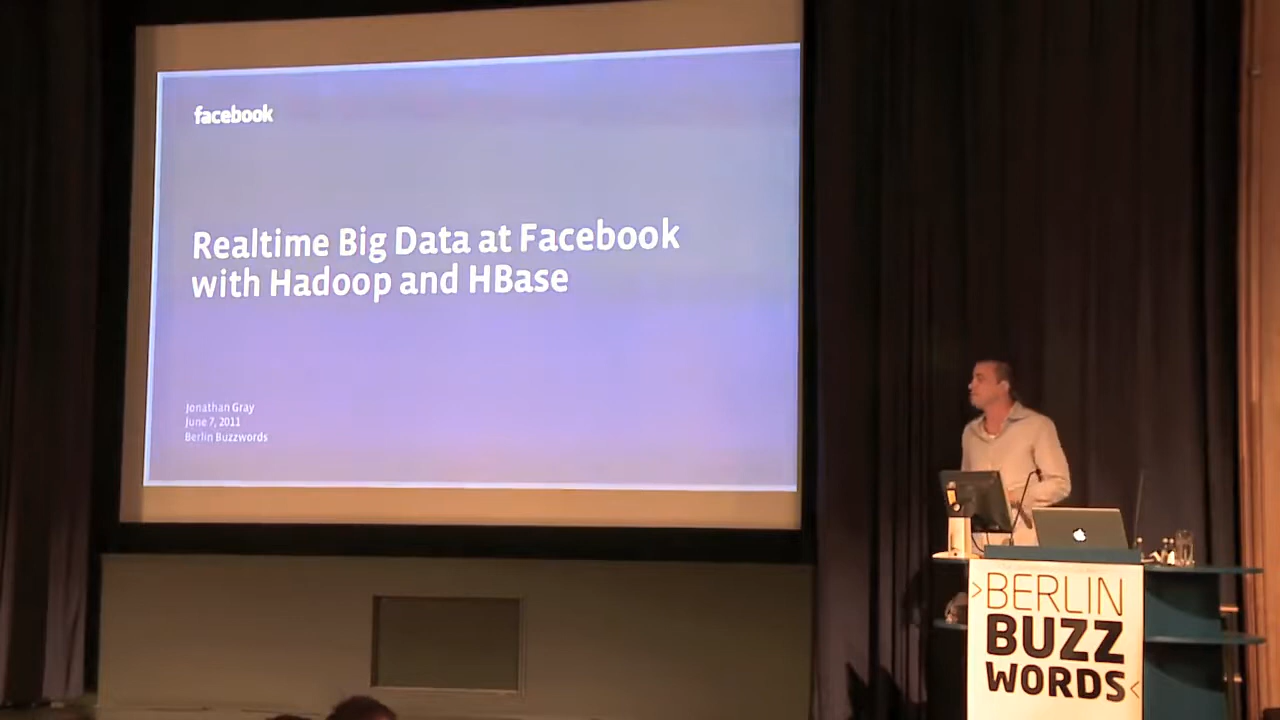 facebook
Realtime Big Data at Facebook
with Hadoop and HBase
Jonathan Gray
June 7, 2011
Berlin Buzzwords
>BERLIN
BUZZ
WORDS<